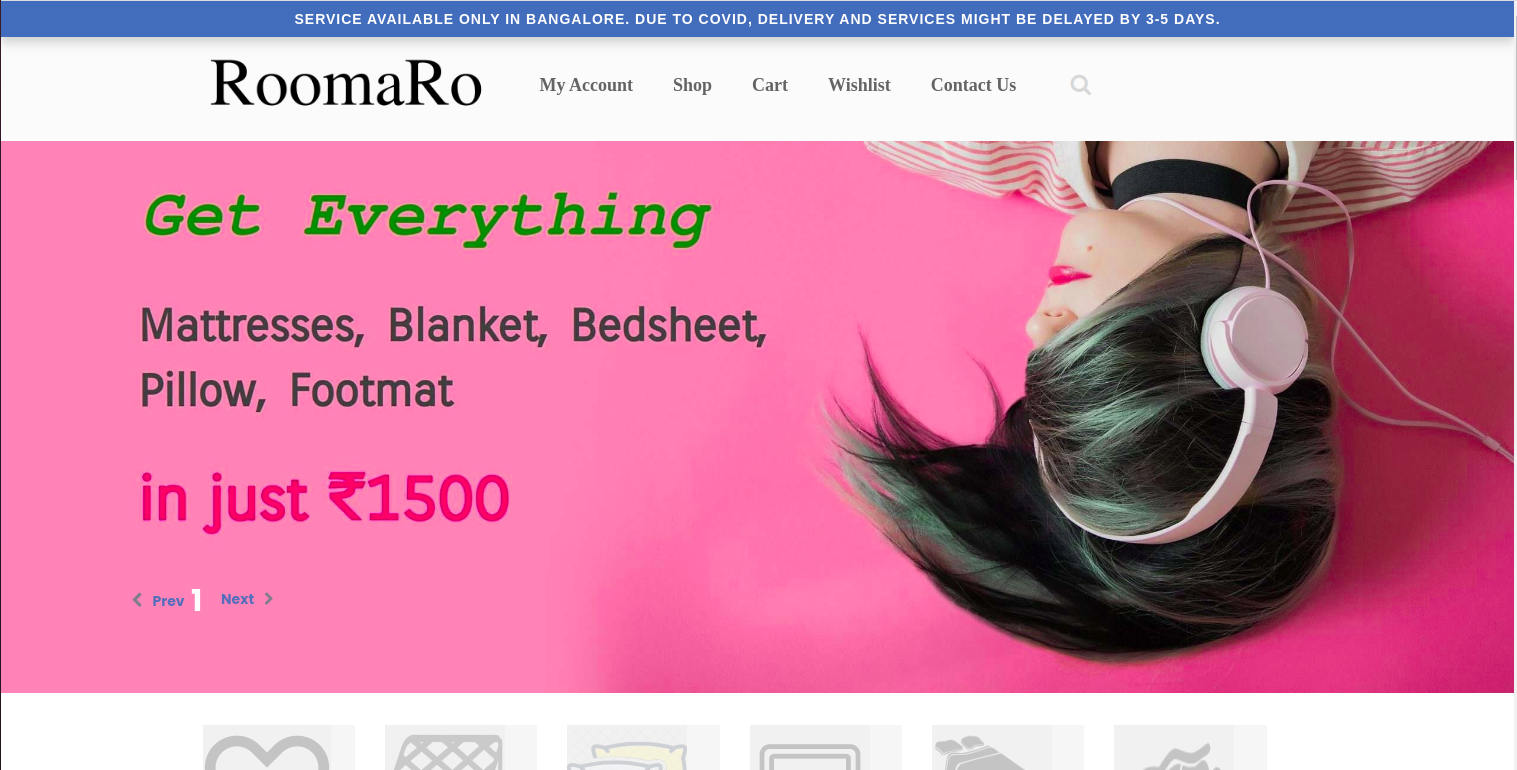 SERVICE AVAILABLE ONLY IN BANGALORE. DUE TO COVID, DELIVERY AND SERVICES MIGHT BE DELAYED BY 3-5 DAYS.
RoomaRo My Account Shop Cart Wishlist Contact Us
Get Everything
Mattresses, Blanket, Bedsheet,
Pillow, Footmat
in just ₹1500
Prev 1 Next